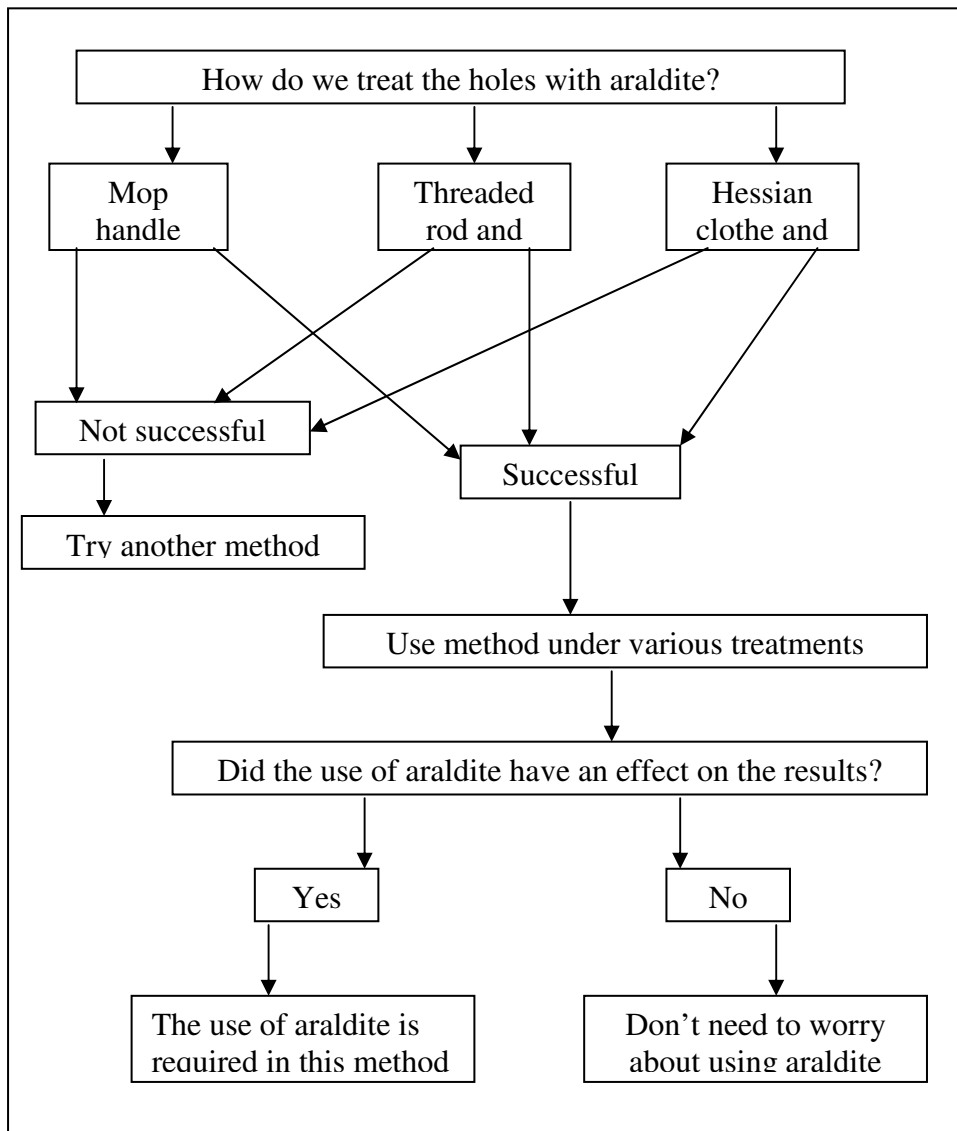 How do we treat the holes with araldite?
Mop
handle
Threaded
rod and
Hessian
clothe and
Not successful
Successful
Try another method
Use method under various treatments
Did the use of araldite have an effect on the results?
Yes
No
The use of araldite is
required in this method
Don’t need to worry
about using araldite